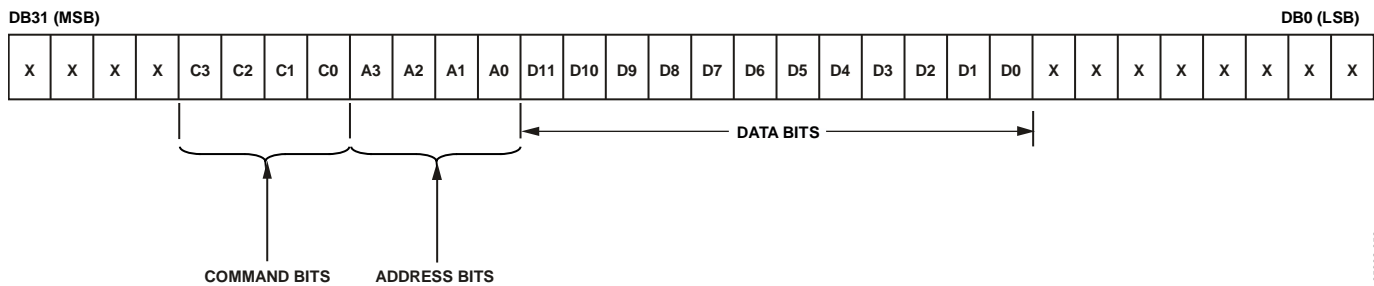 DB31 (MSB) DB0 (LSB)
X X X X C3 C2 C1 C0 A3 A2 A1 A0 D11 D10 D9 D8 D7 D6 D5 D4 D3 D2 D1 D0 X X X X X X X X
DATA BITS
COMMAND BITS ADDRESS BITS